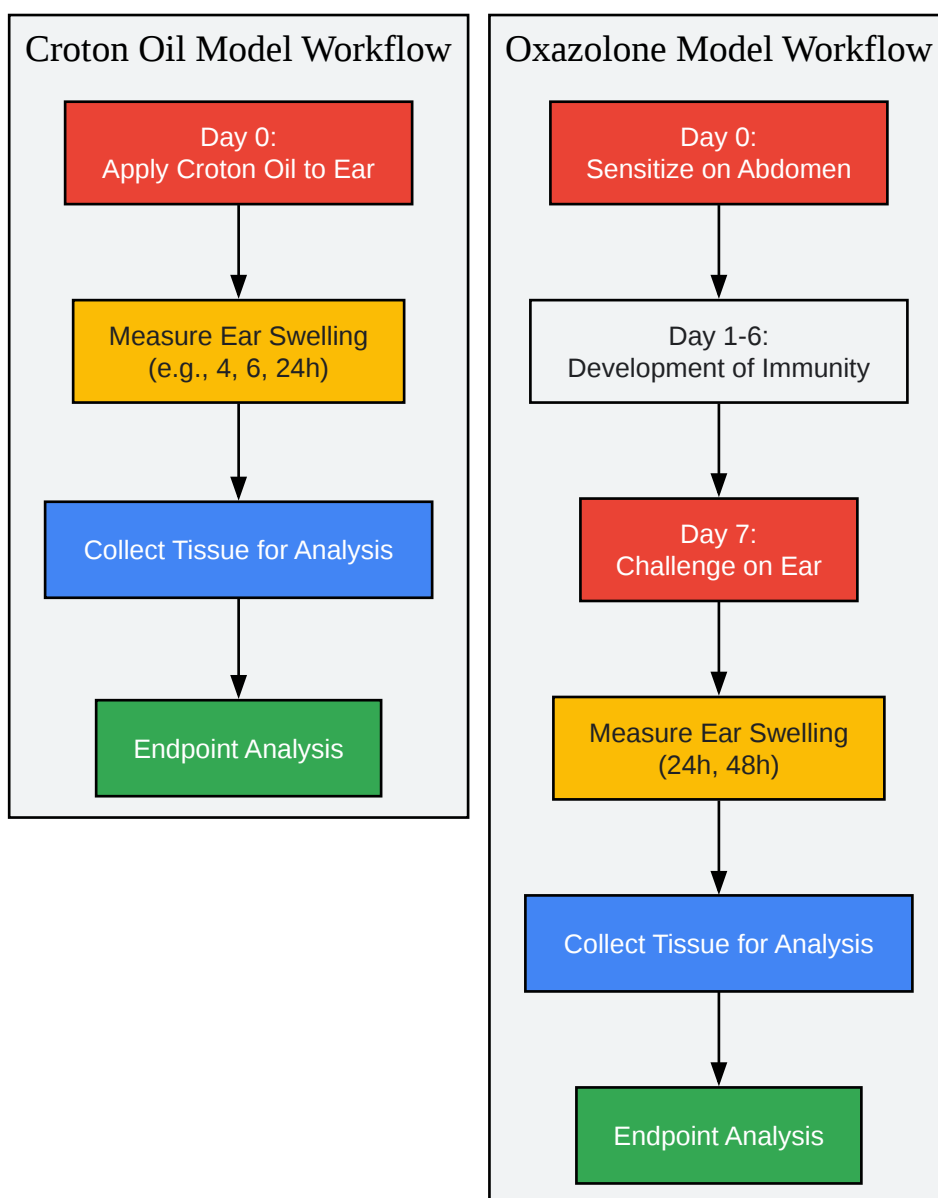 Croton Oil Model Workflow
Day 0:
Apply Croton Oil to Ear
Measure Ear Swelling
(e.g., 4, 6, 24h)
Collect Tissue for Analysis
Endpoint Analysis
Oxazolone Model Workflow
Day 0:
Sensitize on Abdomen
Day 1-6:
Development of Immunity
Day 7:
Challenge on Ear
Measure Ear Swelling
(24h, 48h)
Collect Tissue for Analysis
Endpoint Analysis